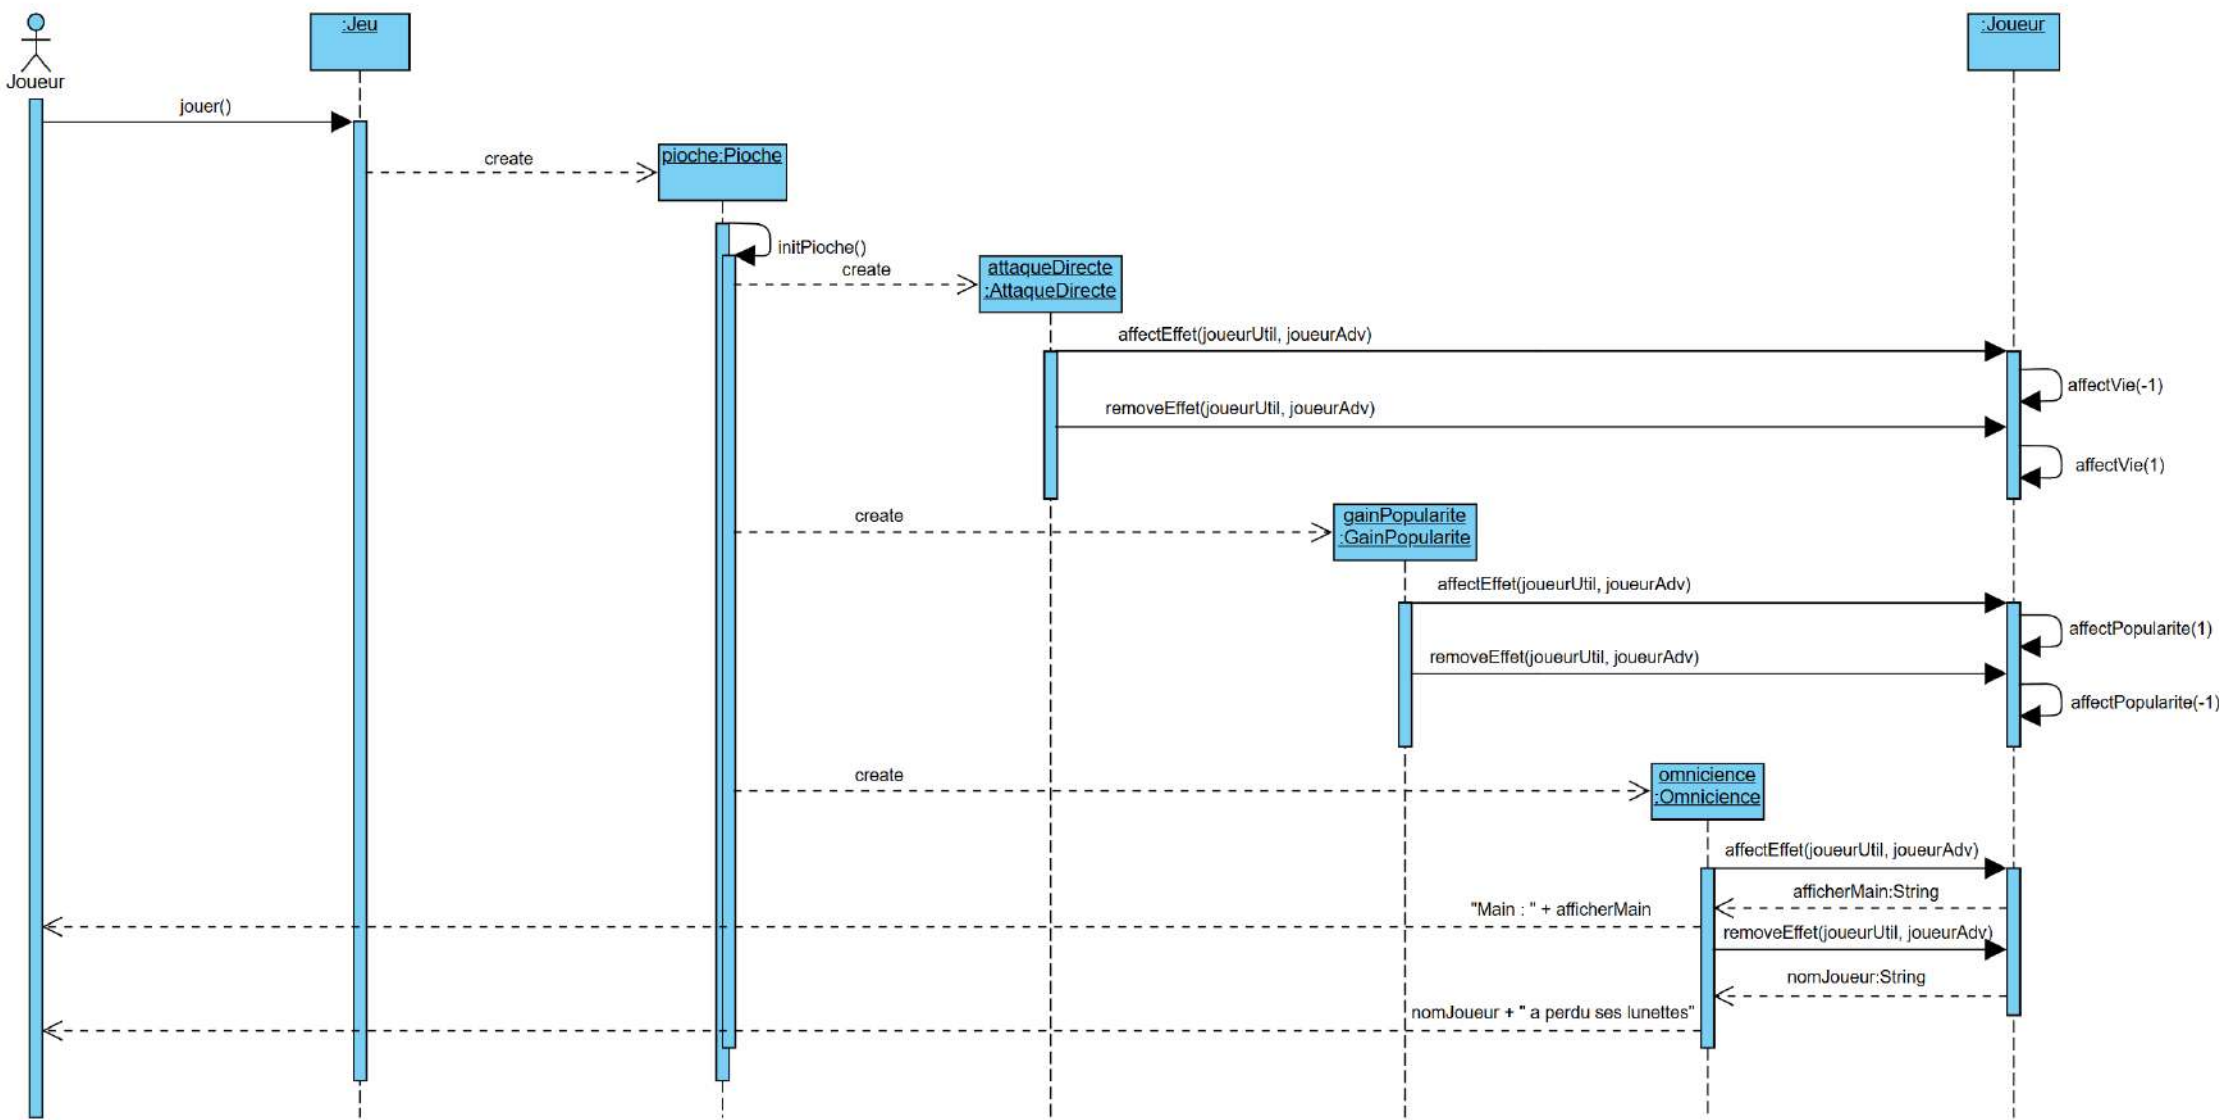 :Jeu
:Joueur
Joueur
jouer()
create
pioche:Pioche
initPioche()
create
attaqueDirecte
:AttaqueDirecte
affectEffet(joueurUtil, joueurAdv)
affectVie(-1)
removeEffet(joueurUtil, joueurAdv)
affectVie(1)
create
gainPopularite
:GainPopularite
affectEffet(joueurUtil, joueurAdv)
affectPopularite(1)
removeEffet(joueurUtil, joueurAdv)
affectPopularite(-1)
create
omnicience
:Omnicience
affectEffet(joueurUtil, joueurAdv)
afficherMain:String
"Main : " + afficherMain
removeEffet(joueurUtil, joueurAdv)
nomJoueur:String
nomJoueur + " a perdu ses lunettes"